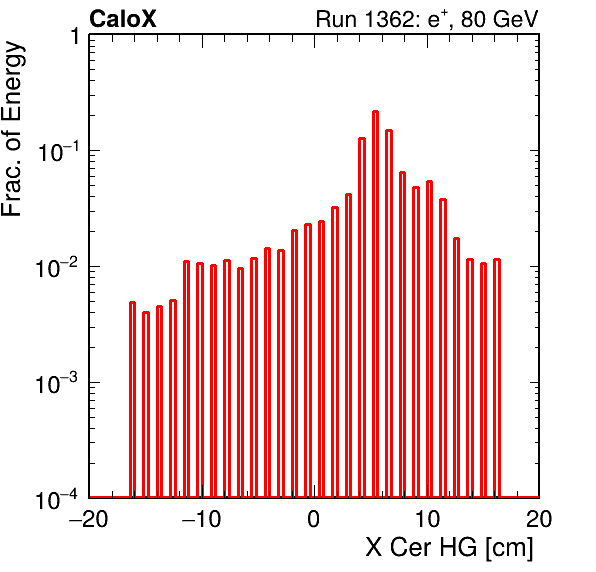 CaloX Run 1362: e⁺, 80 GeV
Frac. of Energy
1
10⁻¹
10⁻²
10⁻³
10⁻⁴
−20 −10 0 10 20
X Cer HG [cm]